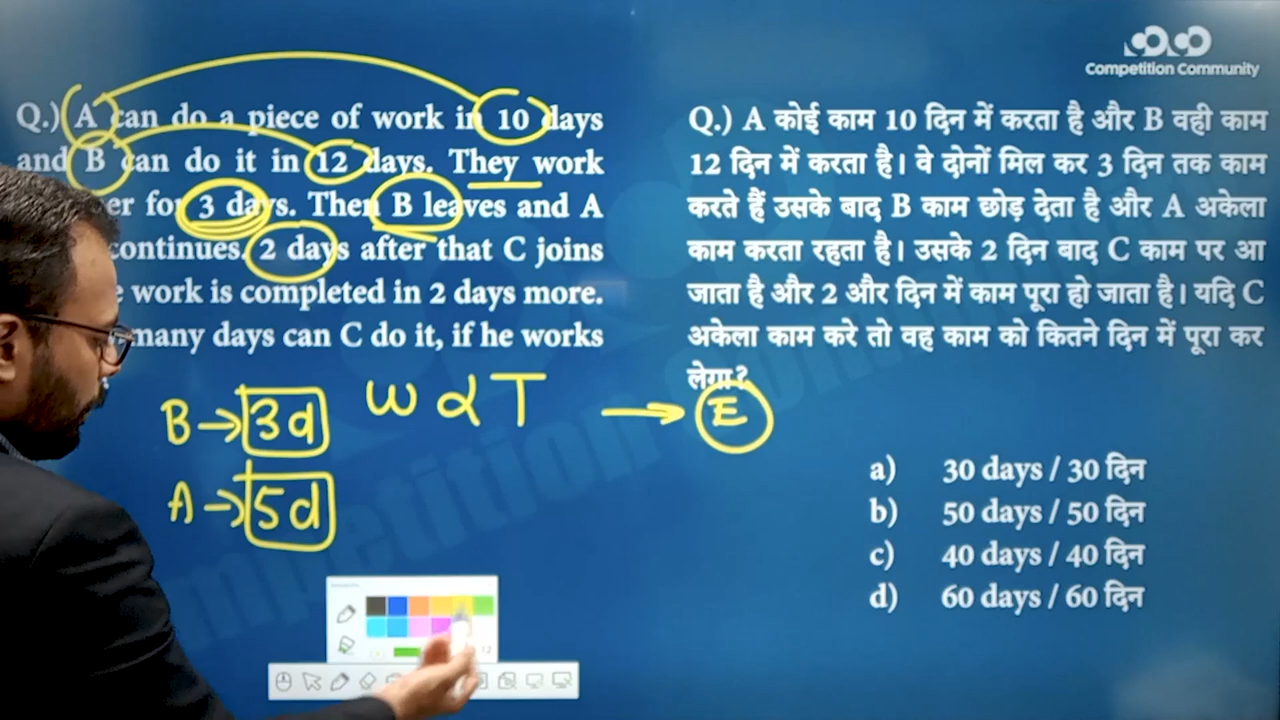 Competition Community
Q.) A can do a piece of work in 10 days
and B can do it in 12 days. They work
er for 3 days. Then B leaves and A
continues. 2 days after that C joins
work is completed in 2 days more.
many days can C do it, if he works
Q.) A कोई काम 10 दिन में करता है और B वही काम
12 दिन में करता है। वे दोनों मिल कर 3 दिन तक काम
करते हैं उसके बाद B काम छोड़ देता है और A अकेला
काम करता रहता है। उसके 2 दिन बाद C काम पर आ
जाता है और 2 और दिन में काम पूरा हो जाता है। यदि C
अकेला काम करे तो वह काम को कितने दिन में पूरा कर
लेगा?
B → 3d
A → 5d
W α T → E
a) 30 days / 30 दिन
b) 50 days / 50 दिन
c) 40 days / 40 दिन
d) 60 days / 60 दिन
12